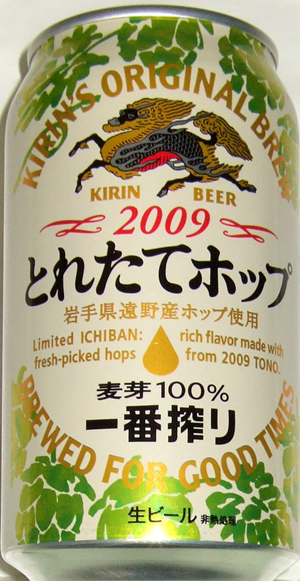 KIRIN'S ORIGINAL BREW
KIRIN BEER
2009
とれたてホップ
岩手県遠野産ホップ使用
Limited ICHIBAN: rich flavor made with
fresh-picked hops from 2009 TONO.
麦芽100%
一番搾り
BREWED FOR GOOD TIMES
生ビール 非熱処理